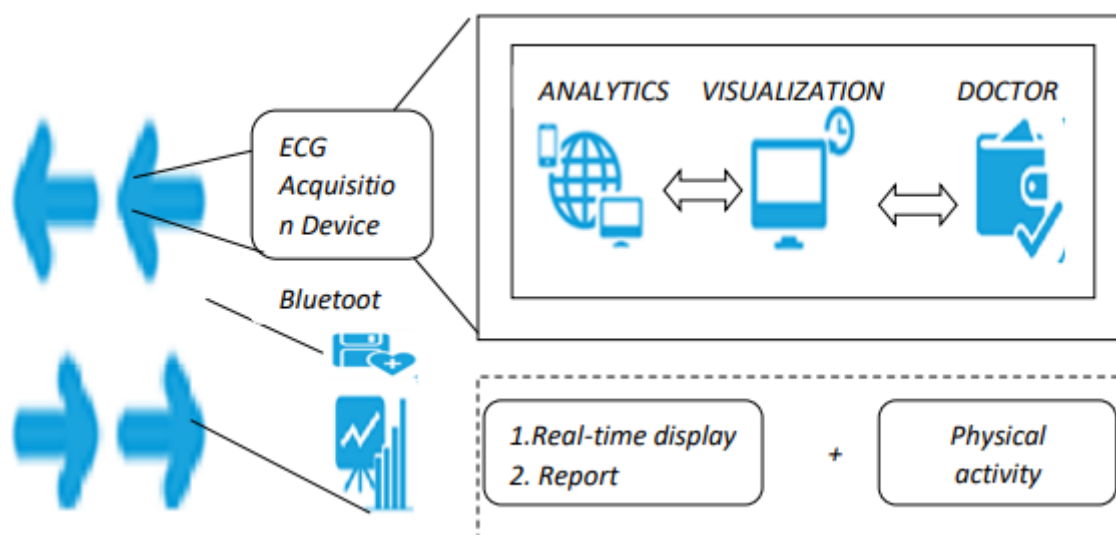 ANALYTICS VISUALIZATION DOCTOR
ECG
Acquisitio
n Device
Bluetoot
1.Real-time display
2. Report
+
Physical
activity